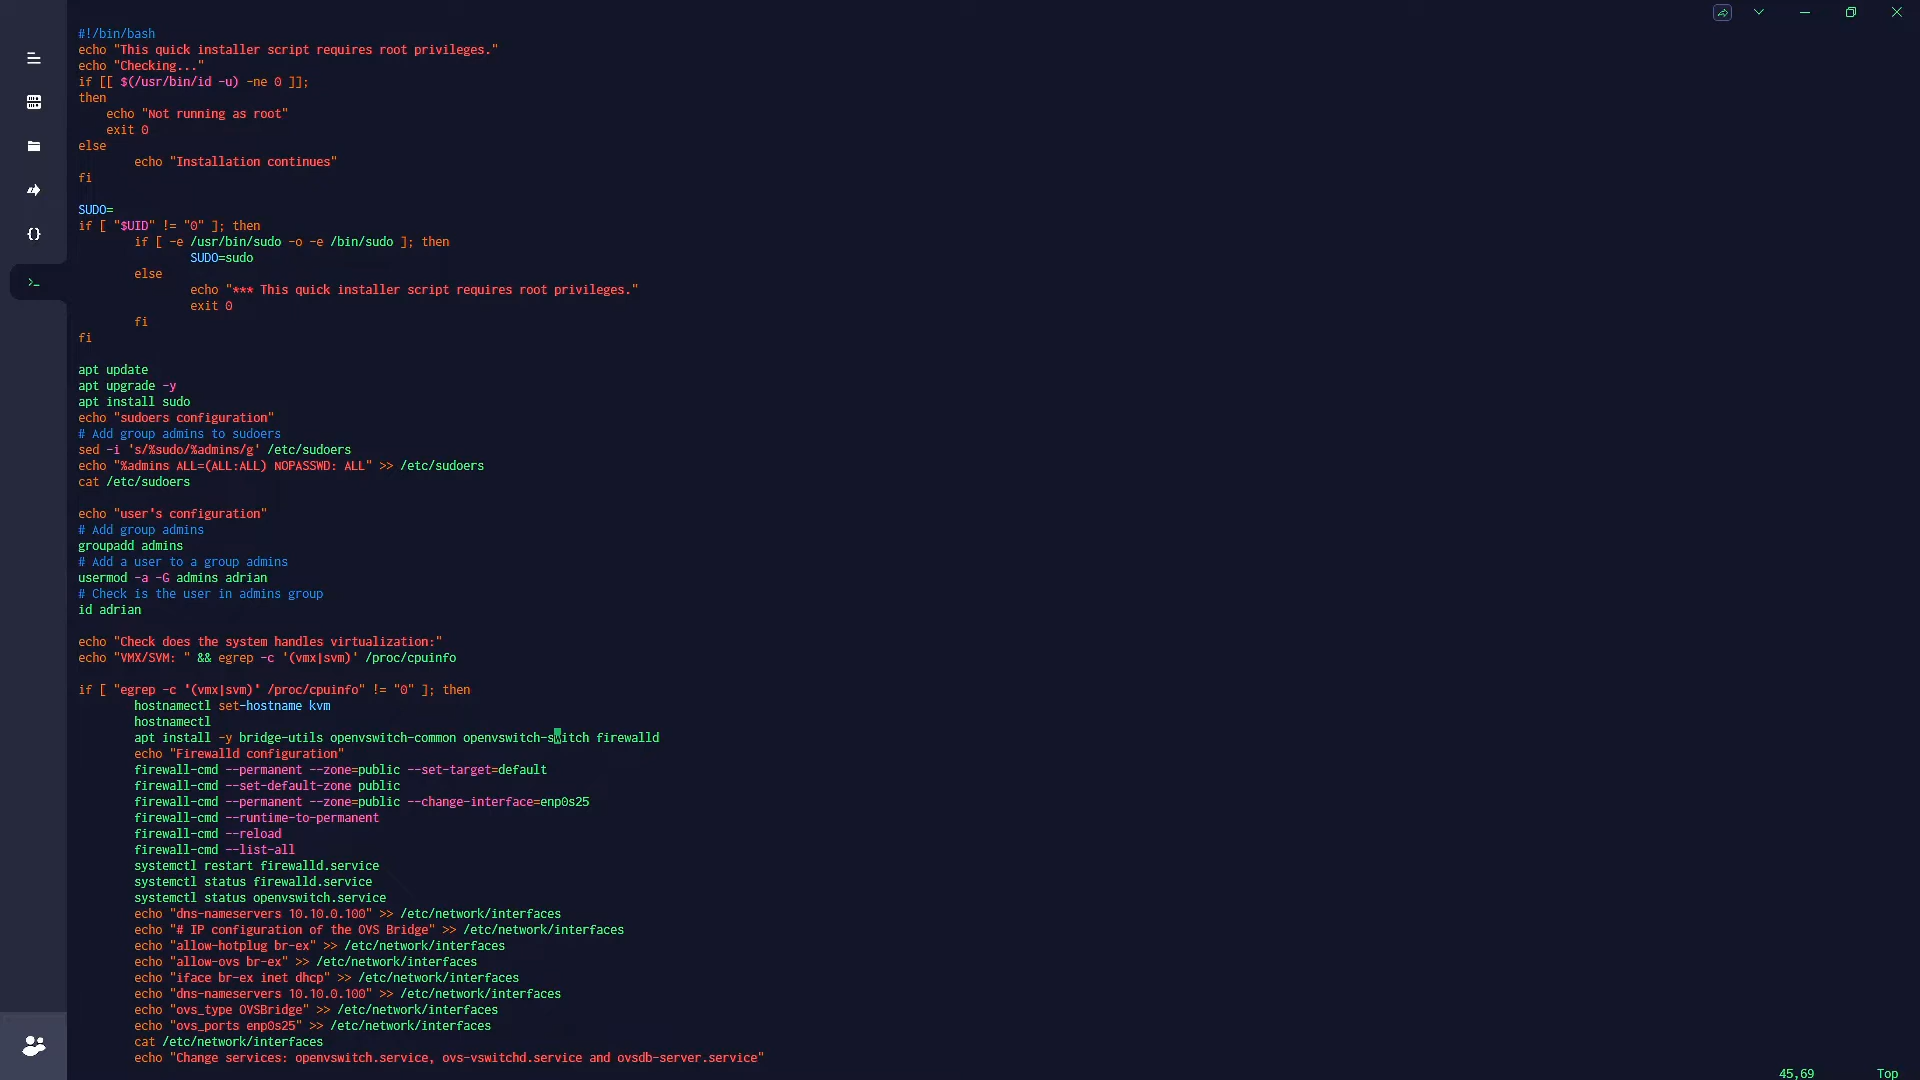 #!/bin/bash
echo "This quick installer script requires root privileges."
echo "Checking..."
if [[ $(/usr/bin/id -u) -ne 0 ]];
then
    echo "Not running as root"
    exit 0
else
        echo "Installation continues"
fi

SUDO=
if [ "$UID" != "0" ]; then
        if [ -e /usr/bin/sudo -o -e /bin/sudo ]; then
                SUDO=sudo
        else
                echo "*** This quick installer script requires root privileges."
                exit 0
        fi
fi

apt update
apt upgrade -y
apt install sudo
echo "sudoers configuration"
# Add group admins to sudoers
sed -i 's/%sudo/%admins/g' /etc/sudoers
echo "%admins ALL=(ALL:ALL) NOPASSWD: ALL" >> /etc/sudoers
cat /etc/sudoers

echo "user's configuration"
# Add group admins
groupadd admins
# Add a user to a group admins
usermod -a -G admins adrian
# Check is the user in admins group
id adrian

echo "Check does the system handles virtualization:"
echo "VMX/SVM: " && egrep -c '(vmx|svm)' /proc/cpuinfo

if [ "egrep -c '(vmx|svm)' /proc/cpuinfo" != "0" ]; then
        hostnamectl set-hostname kvm
        hostnamectl
        apt install -y bridge-utils openvswitch-common openvswitch-switch firewalld
        echo "Firewalld configuration"
        firewall-cmd --permanent --zone=public --set-target=default
        firewall-cmd --set-default-zone public
        firewall-cmd --permanent --zone=public --change-interface=enp0s25
        firewall-cmd --runtime-to-permanent
        firewall-cmd --reload
        firewall-cmd --list-all
        systemctl restart firewalld.service
        systemctl status firewalld.service
        systemctl status openvswitch.service
        echo "dns-nameservers 10.10.0.100" >> /etc/network/interfaces
        echo "# IP configuration of the OVS Bridge" >> /etc/network/interfaces
        echo "allow-hotplug br-ex" >> /etc/network/interfaces
        echo "allow-ovs br-ex" >> /etc/network/interfaces
        echo "iface br-ex inet dhcp" >> /etc/network/interfaces
        echo "dns-nameservers 10.10.0.100" >> /etc/network/interfaces
        echo "ovs_type OVSBridge" >> /etc/network/interfaces
        echo "ovs_ports enp0s25" >> /etc/network/interfaces
        cat /etc/network/interfaces
        echo "Change services: openvswitch.service, ovs-vswitchd.service and ovsdb-server.service"
45,69 Top